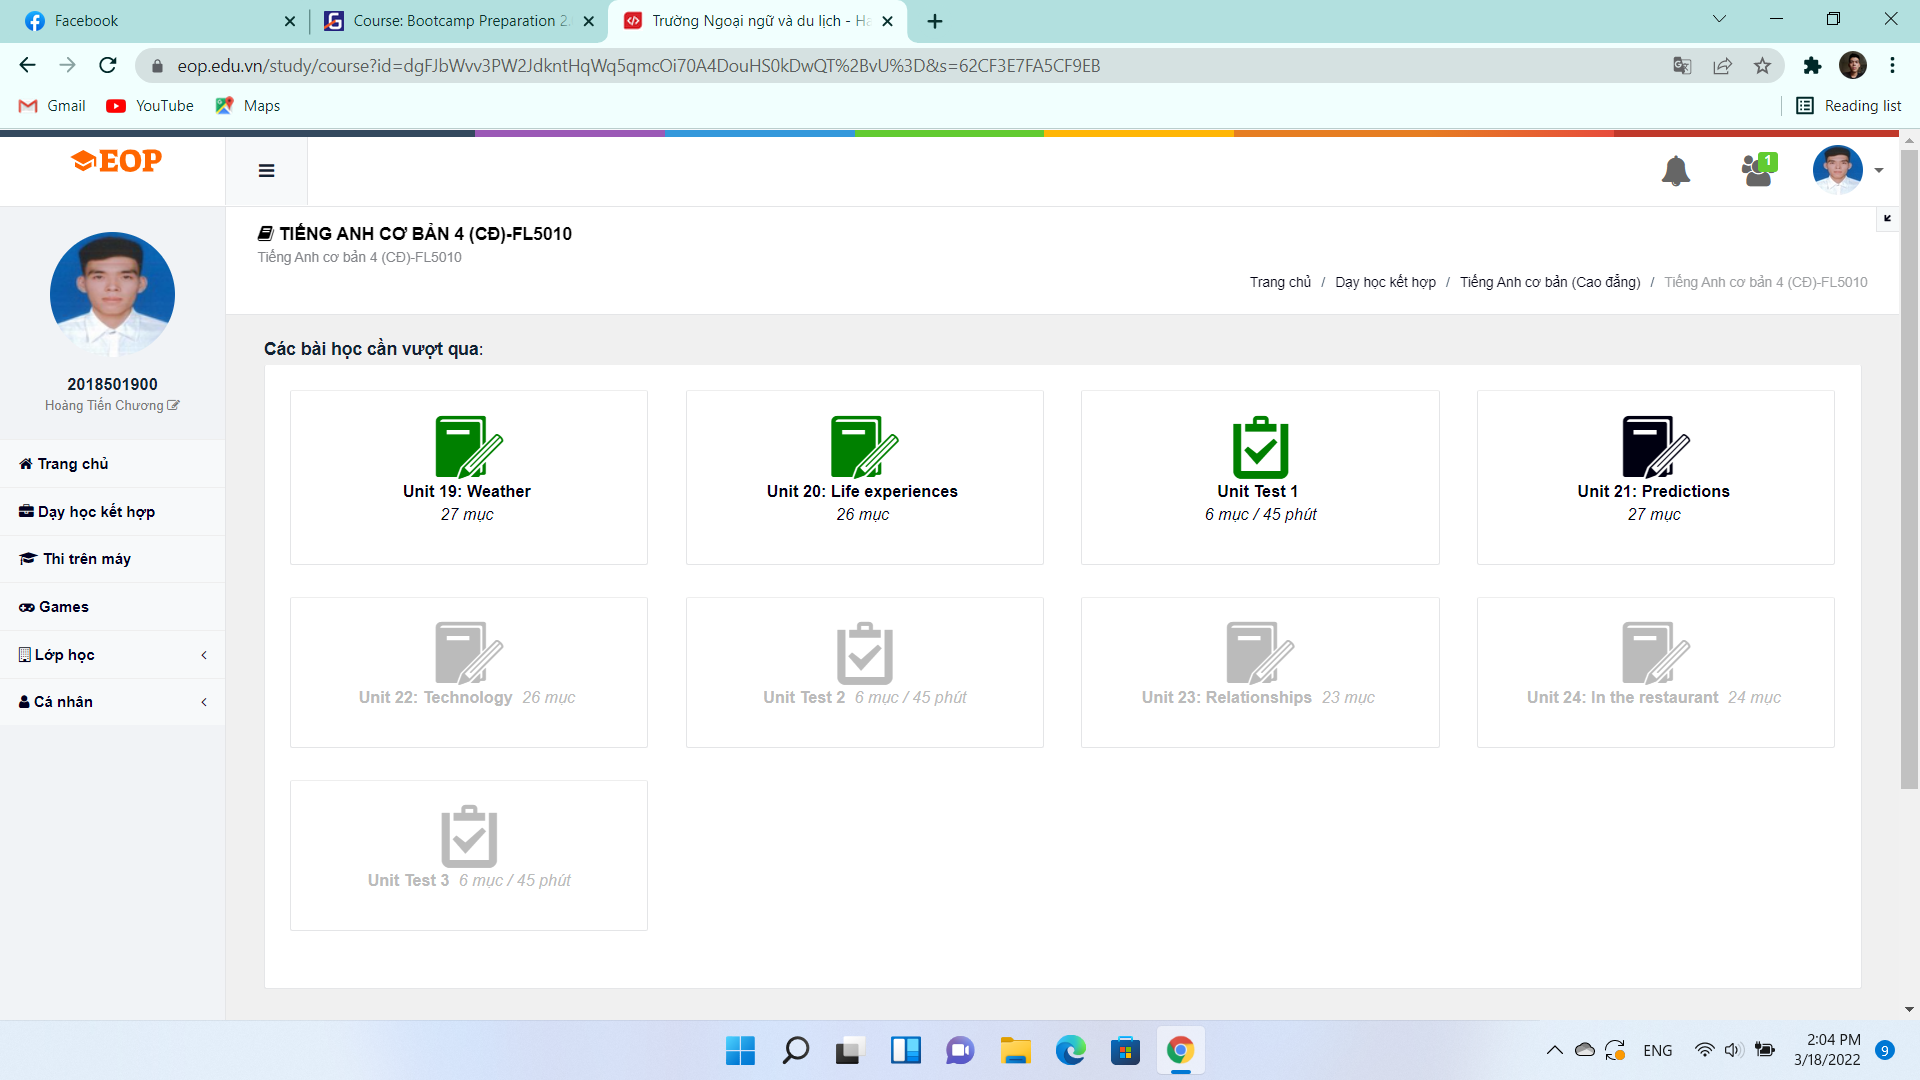 Facebook
Course: Bootcamp Preparation 2.
Trường Ngoại ngữ và du lịch - Ha
eop.edu.vn/study/course?id=dgFJbWvv3PW2JdkntHqWq5qmcOi70A4DouHS0kDwQT%2BvU%3D&s=62CF3E7FA5CF9EB
Gmail
YouTube
Maps
Reading list
EOP
1
TIẾNG ANH CƠ BẢN 4 (CĐ)-FL5010
Tiếng Anh cơ bản 4 (CĐ)-FL5010
Trang chủ / Dạy học kết hợp / Tiếng Anh cơ bản (Cao đẳng) / Tiếng Anh cơ bản 4 (CĐ)-FL5010
2018501900
Hoàng Tiến Chương
Trang chủ
Dạy học kết hợp
Thi trên máy
Games
Lớp học
Cá nhân
Các bài học cần vượt qua:
Unit 19: Weather
27 mục
Unit 20: Life experiences
26 mục
Unit Test 1
6 mục / 45 phút
Unit 21: Predictions
27 mục
Unit 22: Technology 26 mục
Unit Test 2 6 mục / 45 phút
Unit 23: Relationships 23 mục
Unit 24: In the restaurant 24 mục
Unit Test 3 6 mục / 45 phút
ENG
2:04 PM
3/18/2022
9